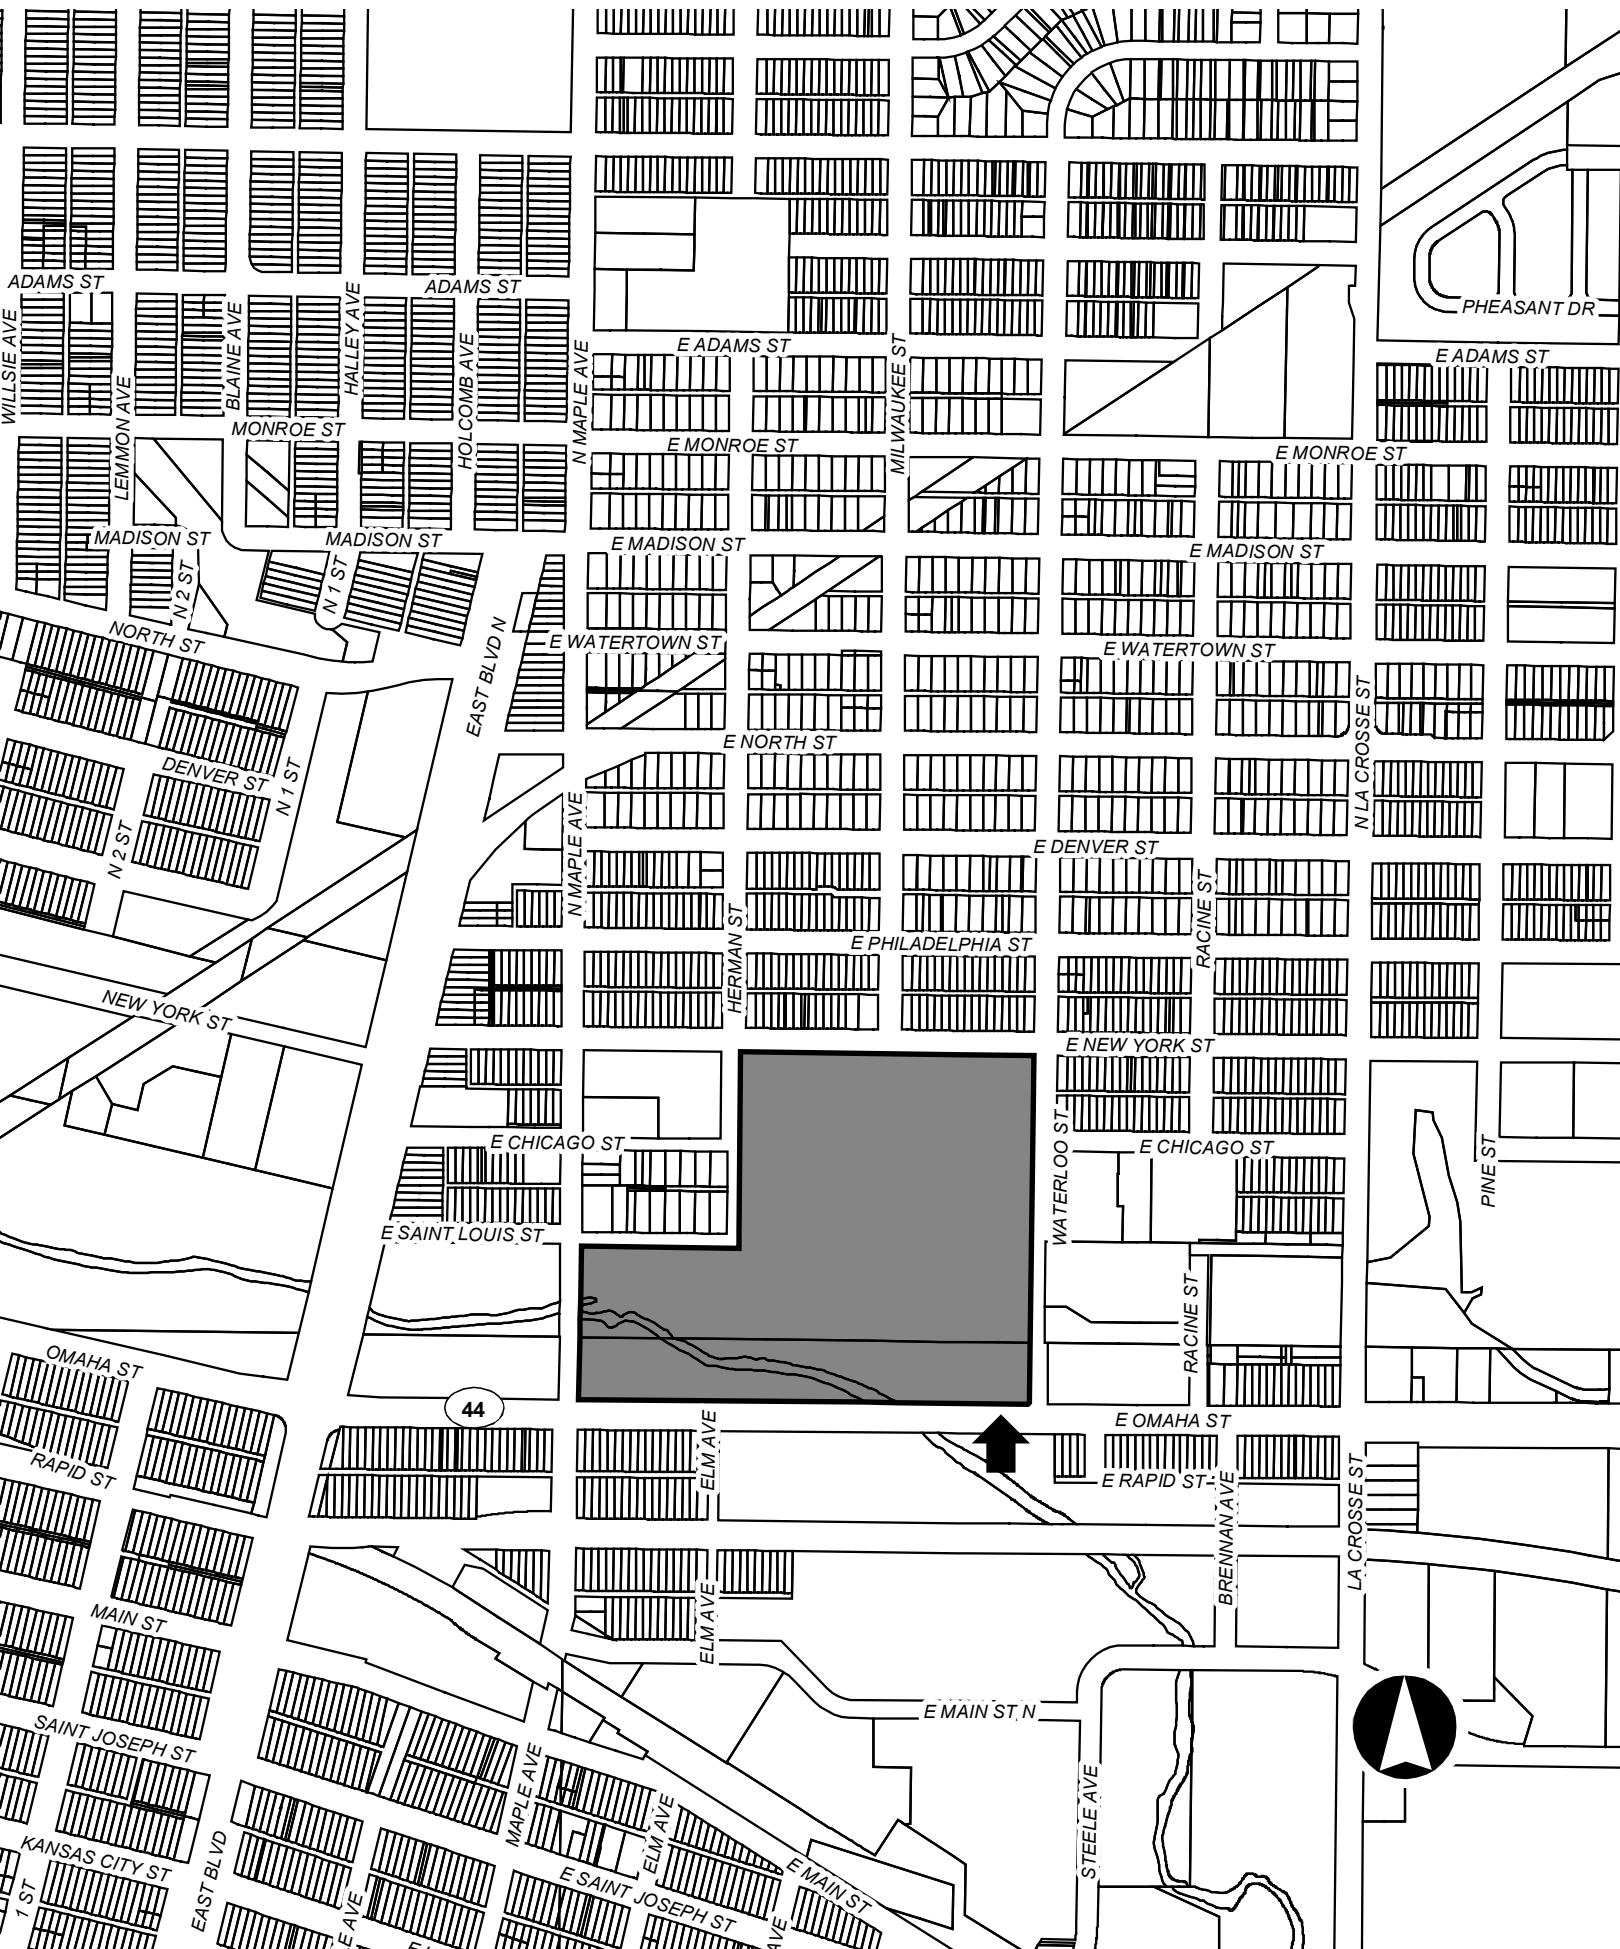 ADAMS ST
ADAMS ST
PHEASANT DR
WILLSIE AVE
BLAINE AVE
HALLEY AVE
HOLCOMB AVE
N MAPLE AVE
E ADAMS ST
MILWAUKEE ST
E ADAMS ST
LEMMON AVE
MONROE ST
E MONROE ST
E MONROE ST
MADISON ST
MADISON ST
E MADISON ST
E MADISON ST
N 2 ST
N 1 ST
NORTH ST
EAST BLVD N
E WATERTOWN ST
E WATERTOWN ST
N LA CROSSE ST
E NORTH ST
DENVER ST
N 1 ST
N 2 ST
N MAPLE AVE
E DENVER ST
RACINE ST
HERMAN ST
E PHILADELPHIA ST
NEW YORK ST
E NEW YORK ST
E CHICAGO ST
WATERLOO ST
E CHICAGO ST
PINE ST
E SAINT LOUIS ST
RACINE ST
OMAHA ST
44
ELM AVE
E OMAHA ST
RAPID ST
E RAPID ST
BRENNAN AVE
LA CROSSE ST
MAIN ST
ELM AVE
E MAIN ST N
SAINT JOSEPH ST
MAPLE AVE
ELM AVE
STEELE AVE
KANSAS CITY ST
EAST BLVD
E SAINT JOSEPH ST
E MAIN ST
1 ST
E AVE
AVE